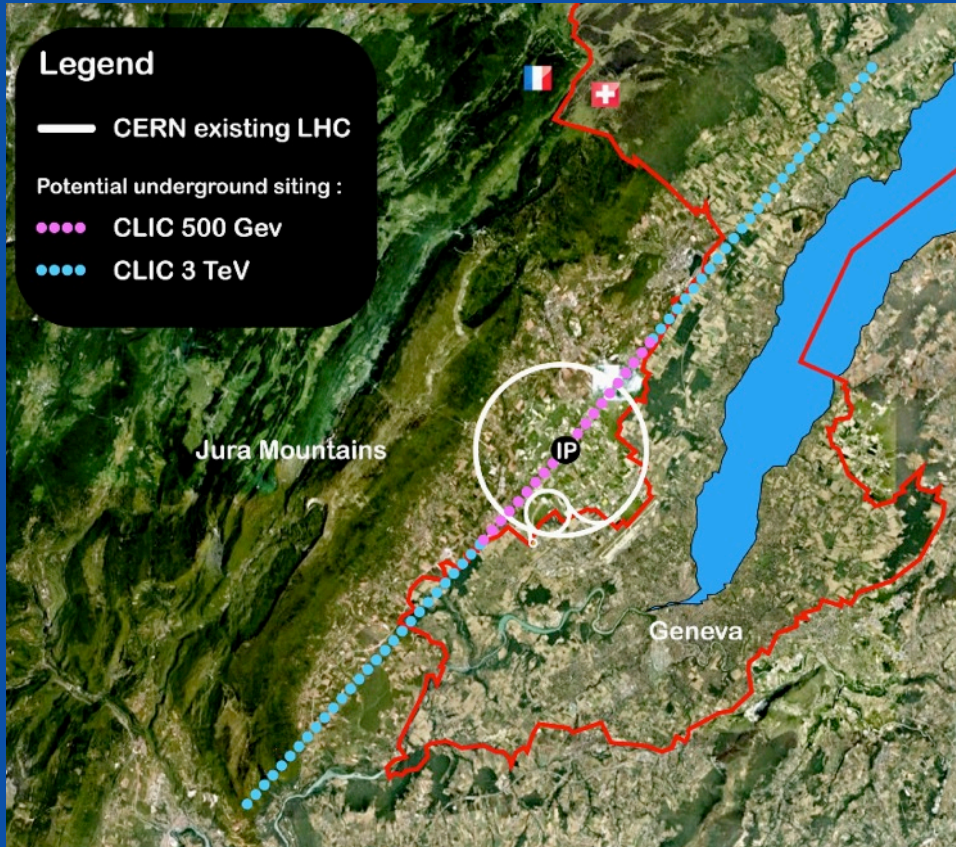 Legend
CERN existing LHC
Potential underground siting :
CLIC 500 Gev
CLIC 3 TeV
Jura Mountains
IP
Geneva